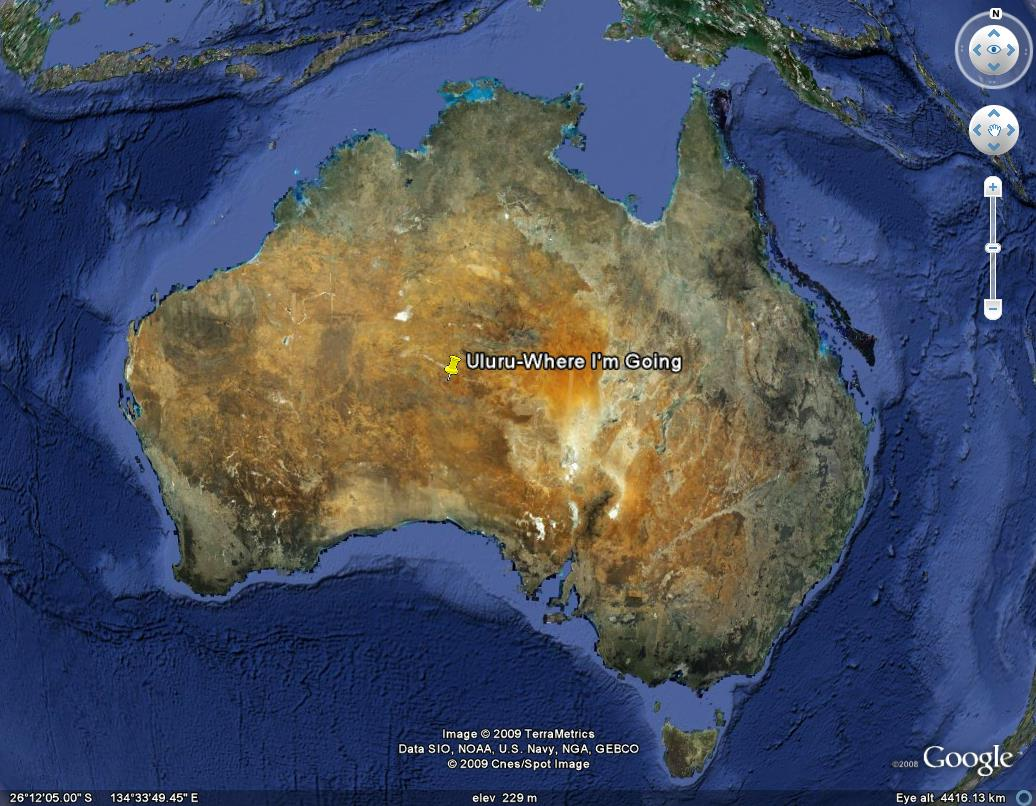 N
Uluru-Where I'm Going
Image © 2009 TerraMetrics
Data SIO, NOAA, U.S. Navy, NGA, GEBCO
© 2009 Cnes/Spot Image
©2008 Google
26°12'05.00" S 134°33'49.45" E elev 229 m Eye alt 4416.13 km